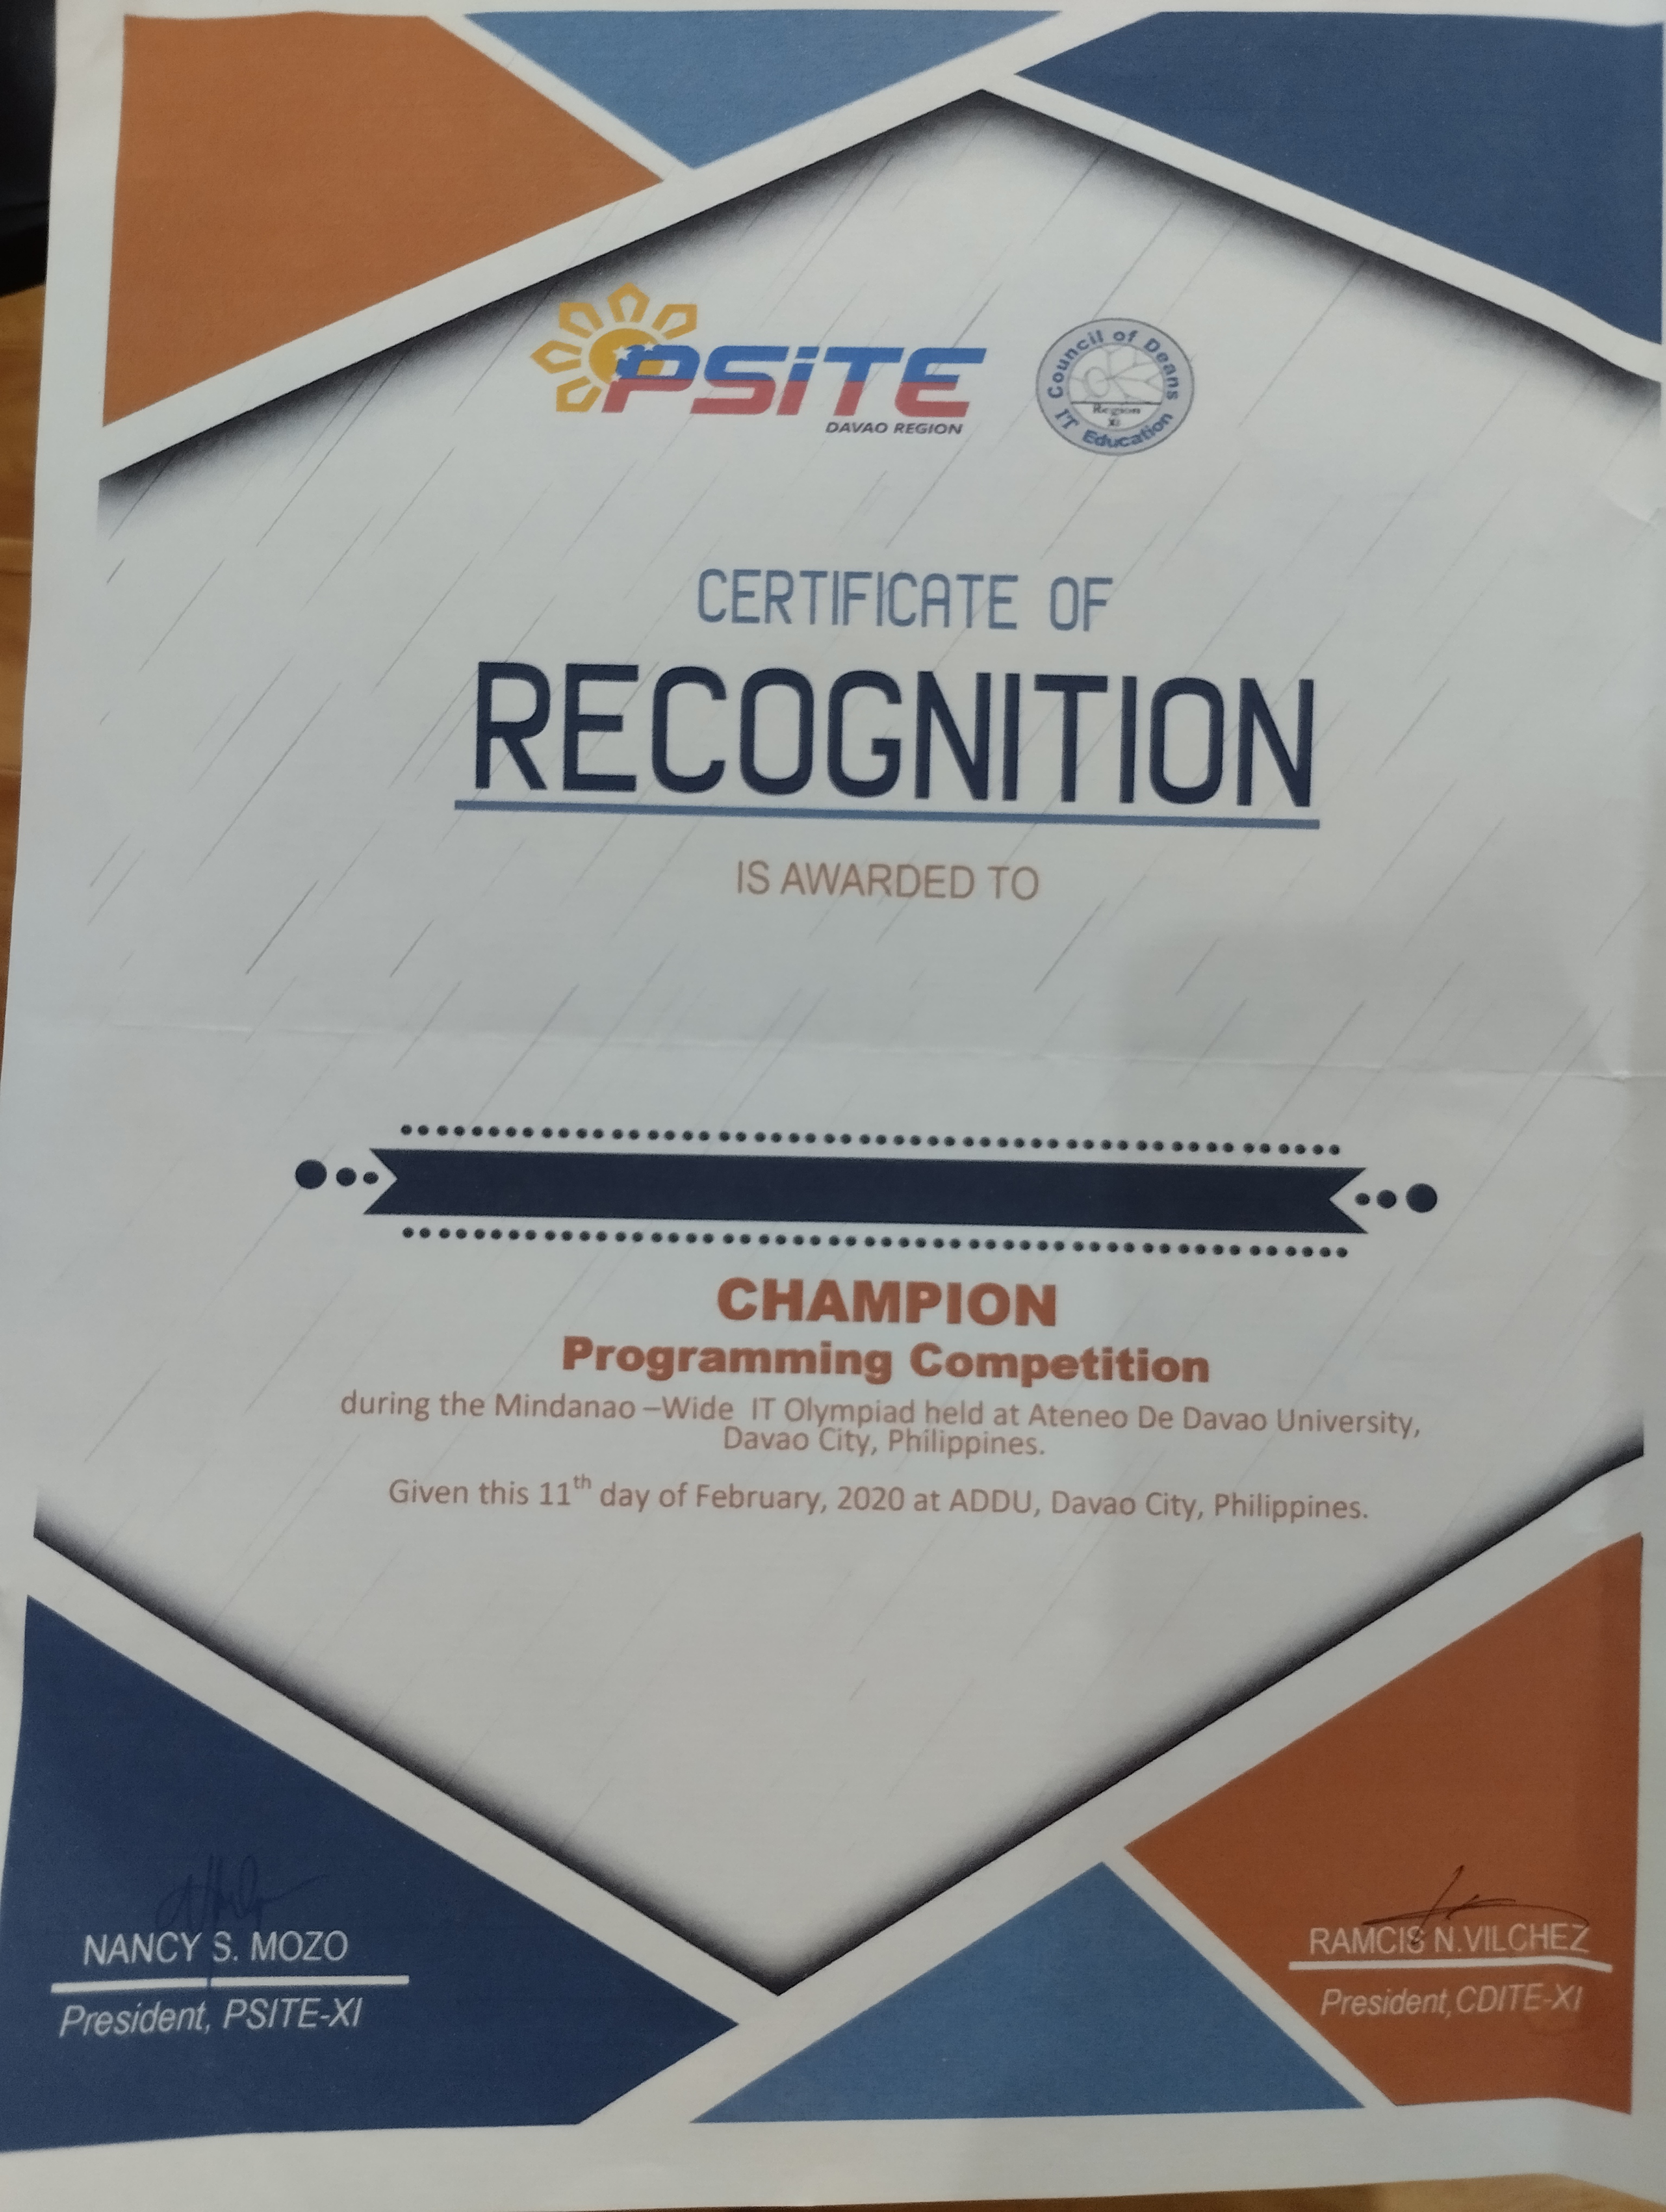 PSiTE
DAVAO REGION
Council of Deans
Region
XI
IT Education
CERTIFICATE OF
RECOGNITION
IS AWARDED TO
CHAMPION
Programming Competition
during the Mindanao –Wide IT Olympiad held at Ateneo De Davao University,
Davao City, Philippines.
Given this 11th day of February, 2020 at ADDU, Davao City, Philippines.
NANCY S. MOZO
President, PSITE-XI
RAMCIS N.VILCHEZ
President, CDITE-XI